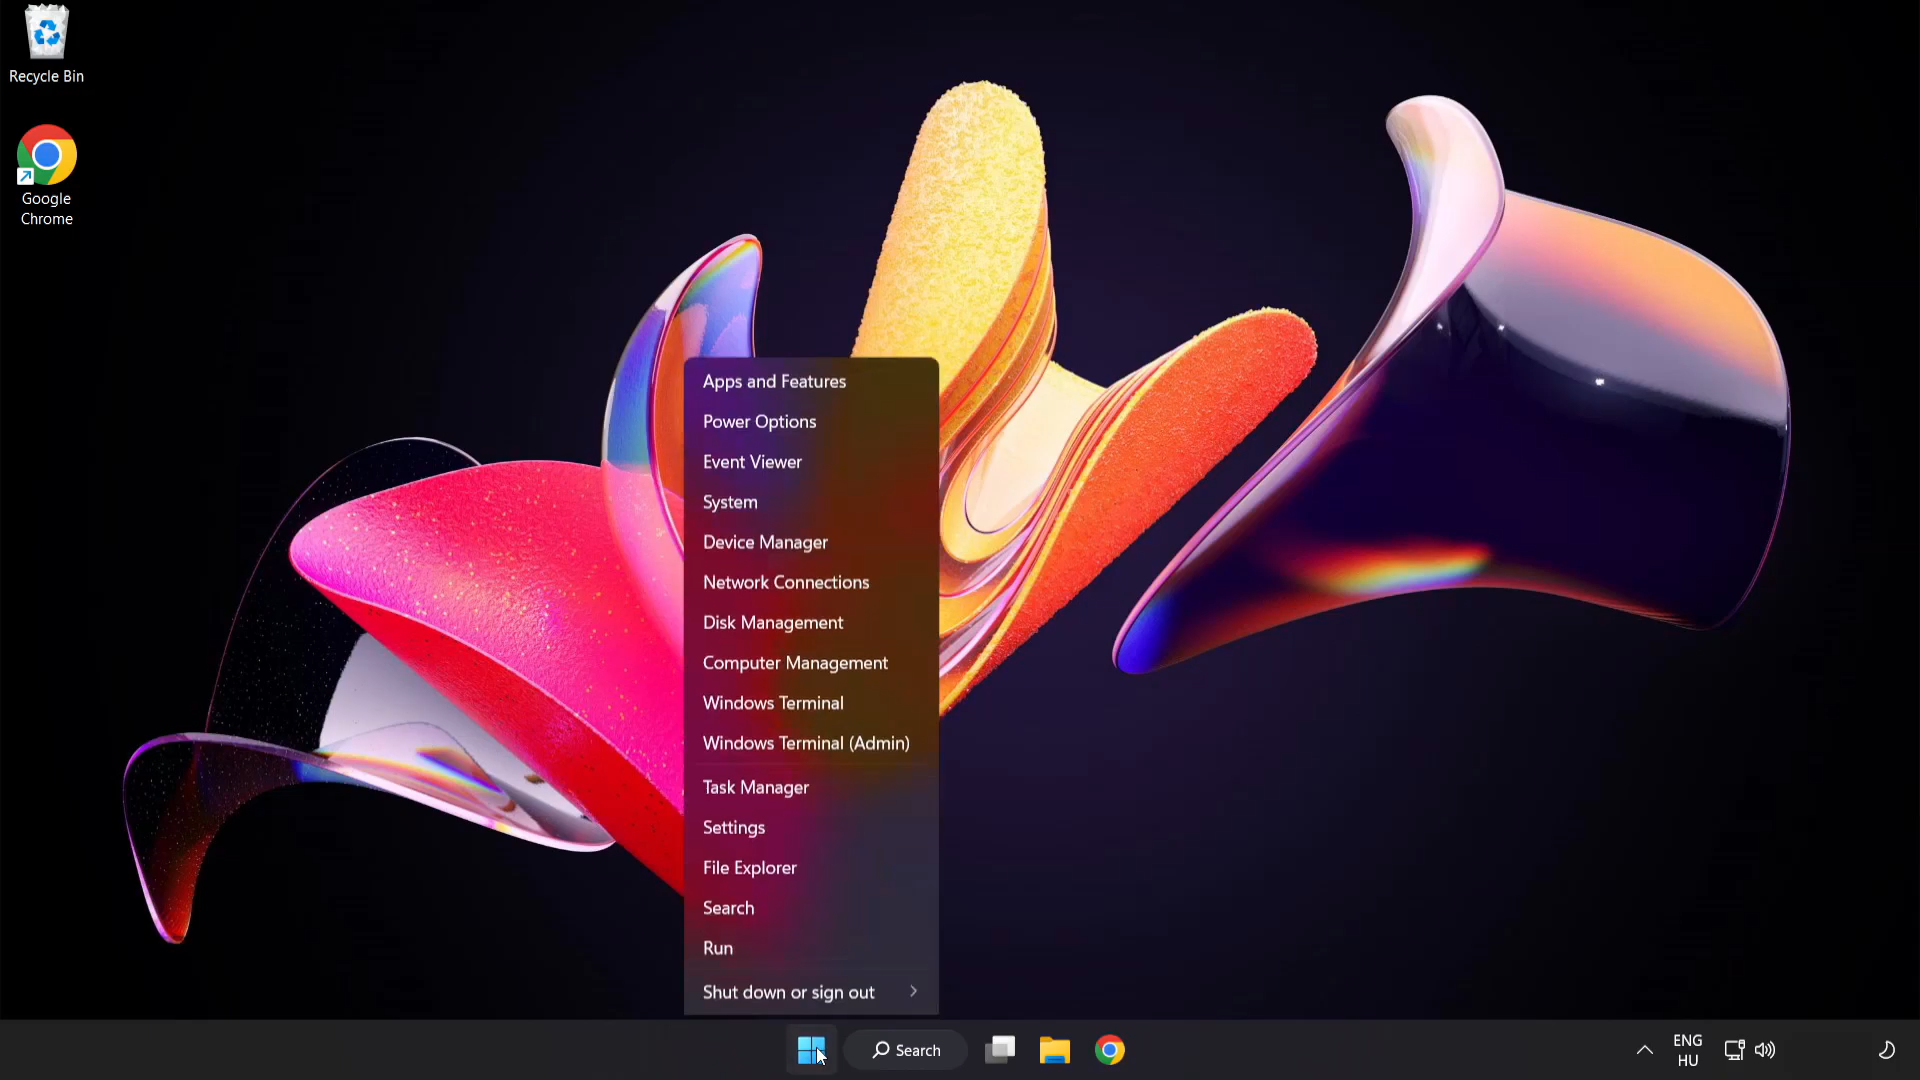 Recycle Bin
Google
Chrome
Apps and Features
Power Options
Event Viewer
System
Device Manager
Network Connections
Disk Management
Computer Management
Windows Terminal
Windows Terminal (Admin)
Task Manager
Settings
File Explorer
Search
Run
Shut down or sign out
Search
ENG
HU